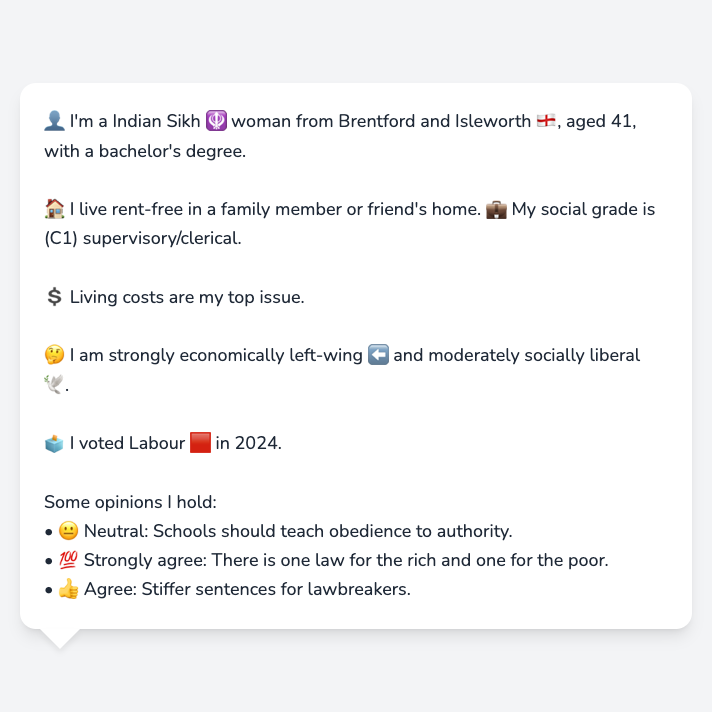 👤 I'm a Indian Sikh 🪯 woman from Brentford and Isleworth 🏴󠁧󠁢󠁥󠁮󠁧󠁿, aged 41,
with a bachelor's degree.
🏠 I live rent-free in a family member or friend's home. 💼 My social grade is
(C1) supervisory/clerical.
💲 Living costs are my top issue.
🤔 I am strongly economically left-wing ⬅️ and moderately socially liberal
🕊️.
🗳️ I voted Labour 🟥 in 2024.
Some opinions I hold:
• 😐 Neutral: Schools should teach obedience to authority.
• 💯 Strongly agree: There is one law for the rich and one for the poor.
• 👍 Agree: Stiffer sentences for lawbreakers.